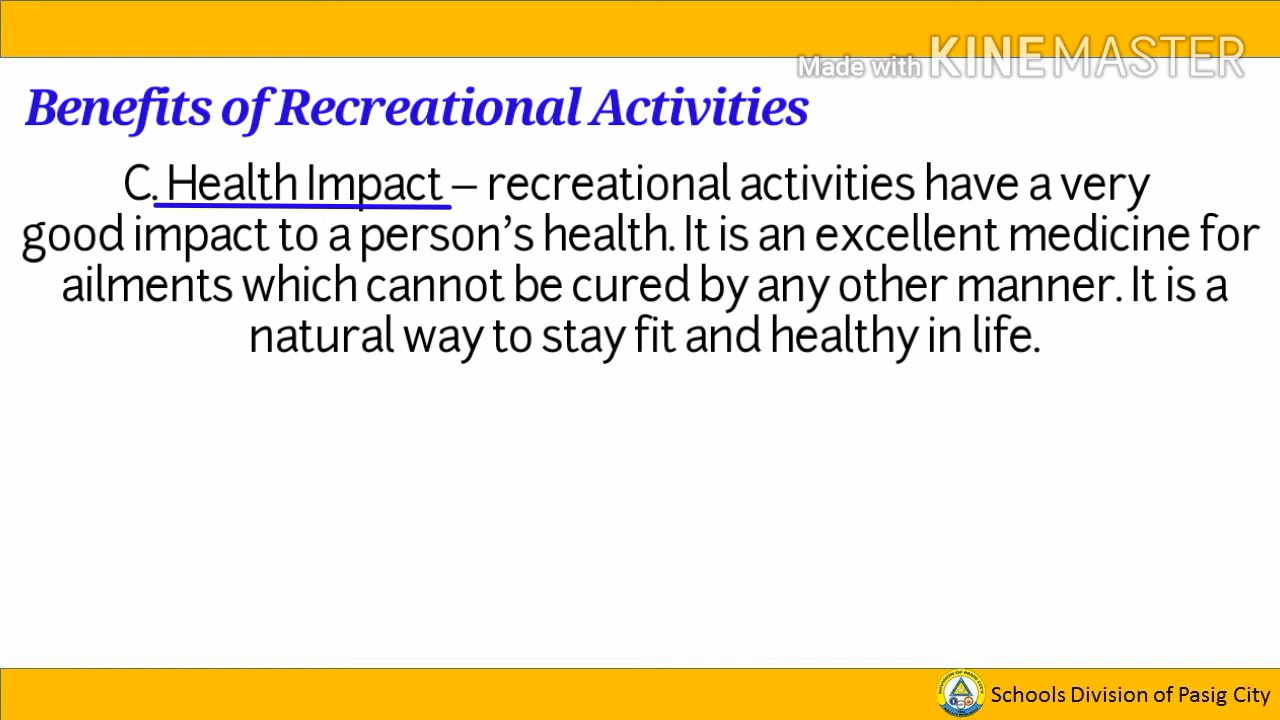 Made with KINEMASTER
Benefits of Recreational Activities
C. Health Impact – recreational activities have a very
good impact to a person’s health. It is an excellent medicine for
ailments which cannot be cured by any other manner. It is a
natural way to stay fit and healthy in life.
Schools Division of Pasig City